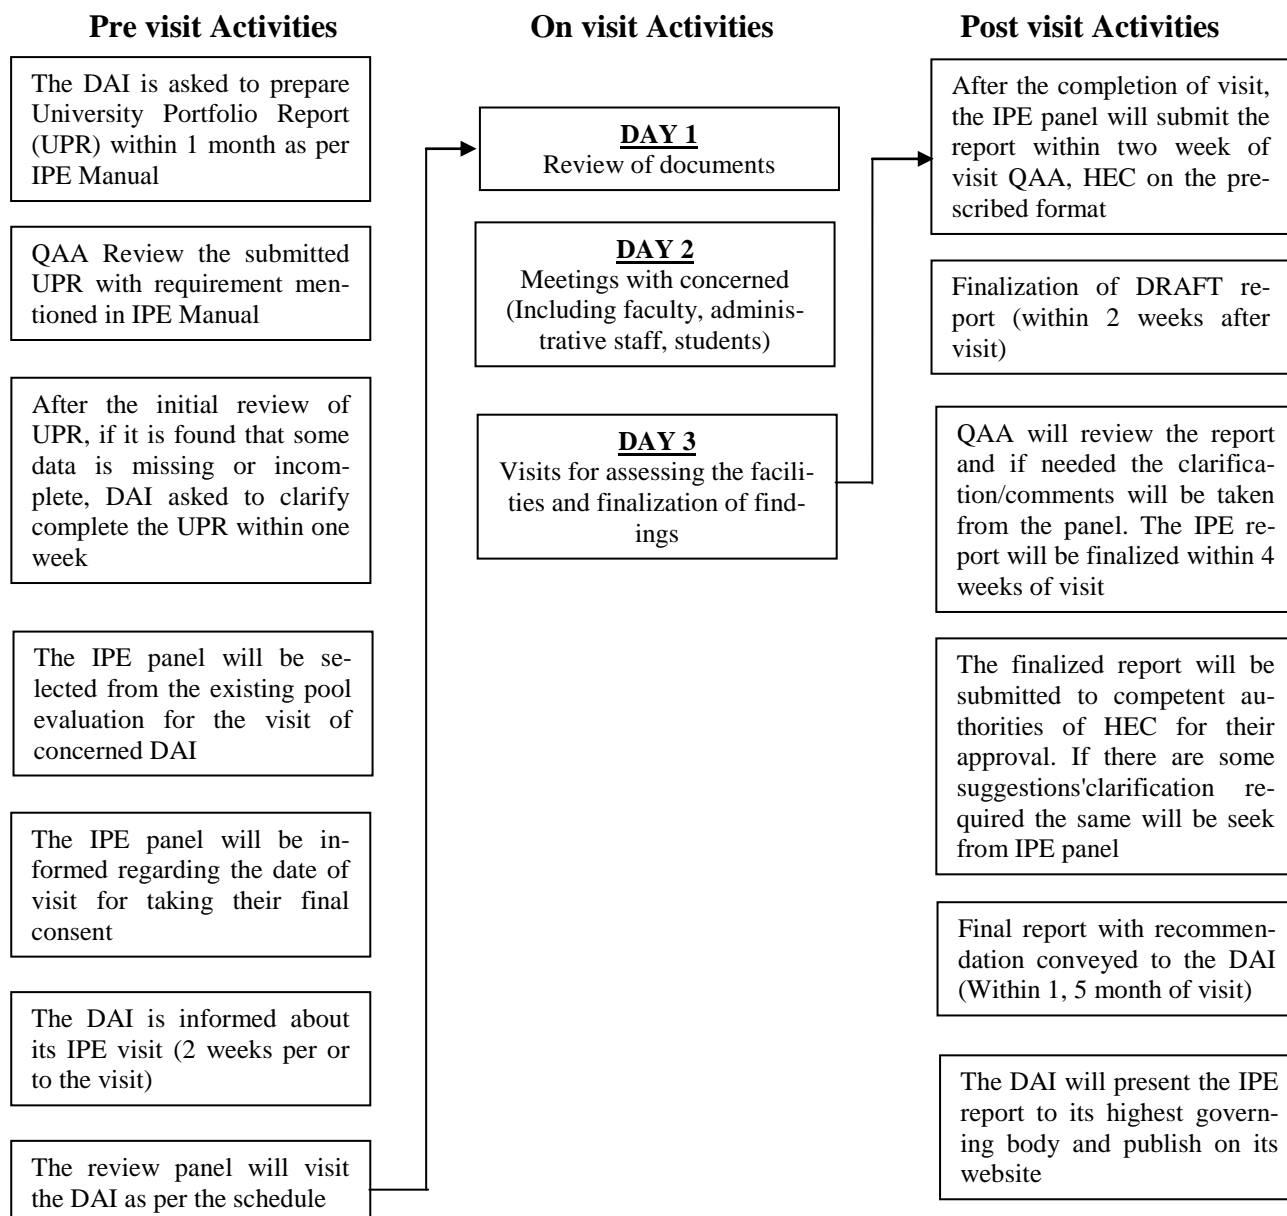 Pre visit Activities
The DAI is asked to prepare
University Portfolio Report
(UPR) within 1 month as per
IPE Manual
QAA Review the submitted
UPR with requirement men-
tioned in IPE Manual
After the initial review of
UPR, if it is found that some
data is missing or incom-
plete, DAI asked to clarify
complete the UPR within one
week
The IPE panel will be se-
lected from the existing pool
evaluation for the visit of
concerned DAI
The IPE panel will be in-
formed regarding the date of
visit for taking their final
consent
The DAI is informed about
its IPE visit (2 weeks per or
to the visit)
The review panel will visit
the DAI as per the schedule
On visit Activities
DAY 1
Review of documents
DAY 2
Meetings with concerned
(Including faculty, adminis-
trative staff, students)
DAY 3
Visits for assessing the facili-
ties and finalization of find-
ings
Post visit Activities
After the completion of visit,
the IPE panel will submit the
report within two week of
visit QAA, HEC on the pre-
scribed format
Finalization of DRAFT re-
port (within 2 weeks after
visit)
QAA will review the report
and if needed the clarifica-
tion/comments will be taken
from the panel. The IPE re-
port will be finalized within 4
weeks of visit
The finalized report will be
submitted to competent au-
thorities of HEC for their
approval. If there are some
suggestions'clarification re-
quired the same will be seek
from IPE panel
Final report with recommen-
dation conveyed to the DAI
(Within 1, 5 month of visit)
The DAI will present the IPE
report to its highest govern-
ing body and publish on its
website